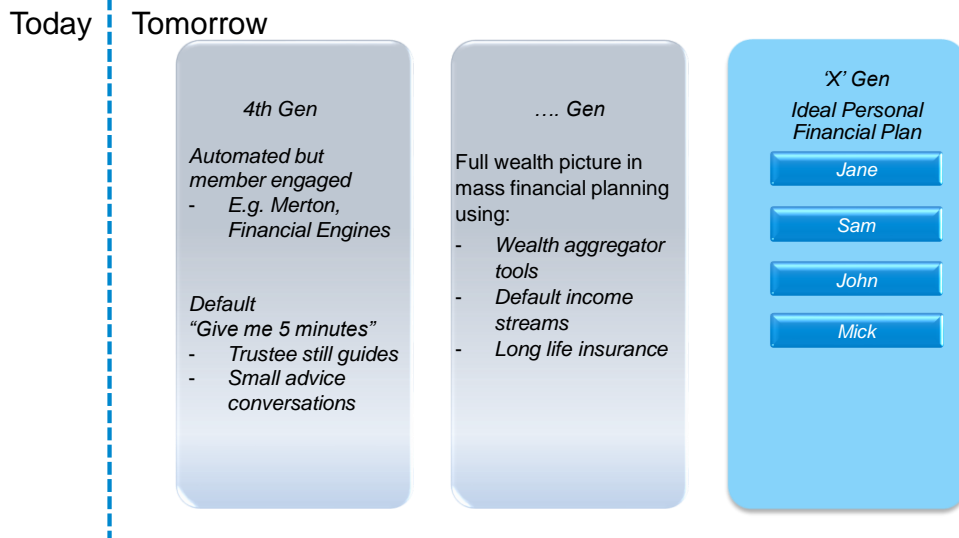 Today
Tomorrow
4th Gen
Automated but
member engaged
- E.g. Merton,
Financial Engines
Default
“Give me 5 minutes”
- Trustee still guides
- Small advice
conversations
…. Gen
Full wealth picture in
mass financial planning
using:
- Wealth aggregator
tools
- Default income
streams
- Long life insurance
‘X’ Gen
Ideal Personal
Financial Plan
Jane
Sam
John
Mick